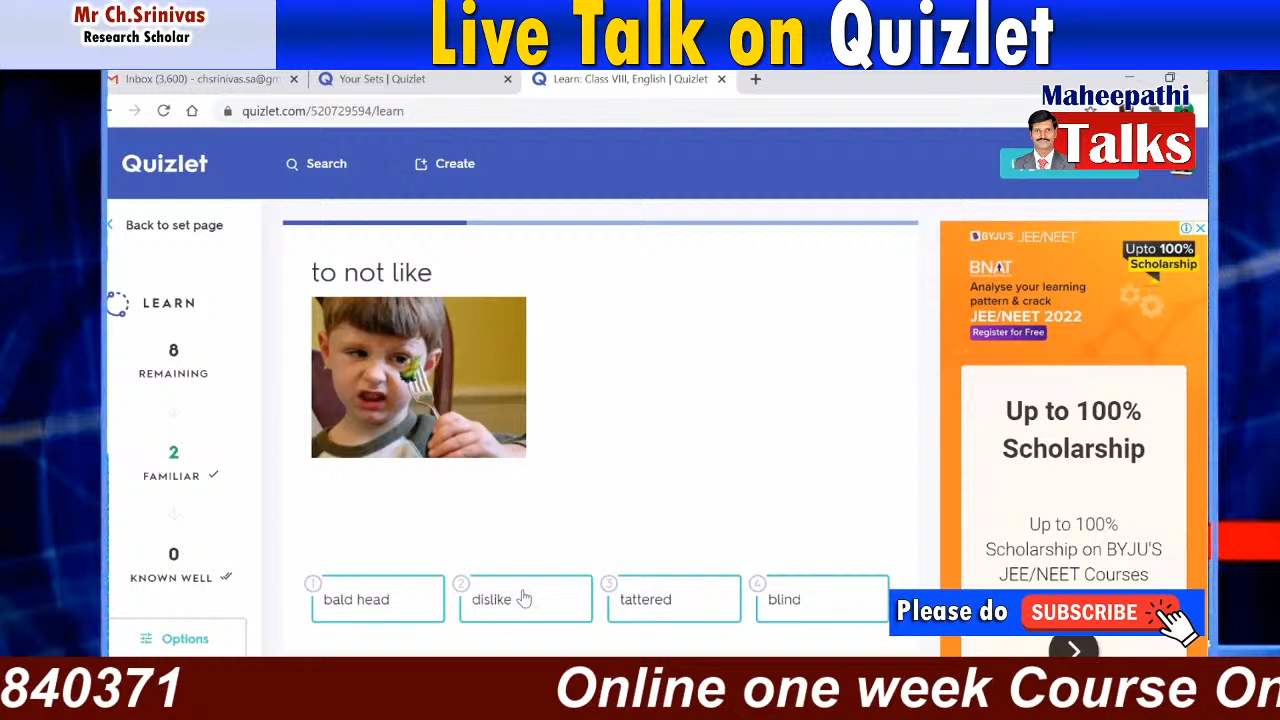 Mr Ch.Srinivas
Research Scholar
Live Talk on Quizlet
Inbox (3,600) - chsrinivas.sa@gm
Your Sets | Quizlet
Learn: Class VIII, English | Quizlet
quizlet.com/520729594/learn
Maheepathi
Talks
Quizlet
Search
Create
Back to set page
LEARN
8
REMAINING
2
FAMILIAR
0
KNOWN WELL
Options
to not like
1 bald head
2 dislike
3 tattered
4 blind
BYJU'S JEE/NEET
Upto 100%
Scholarship
BNAT
Analyse your learning
pattern & crack
JEE/NEET 2022
Register for Free
Up to 100%
Scholarship
Up to 100%
Scholarship on BYJU'S
JEE/NEET Courses
Please do SUBSCRIBE
840371
Online one week Course On